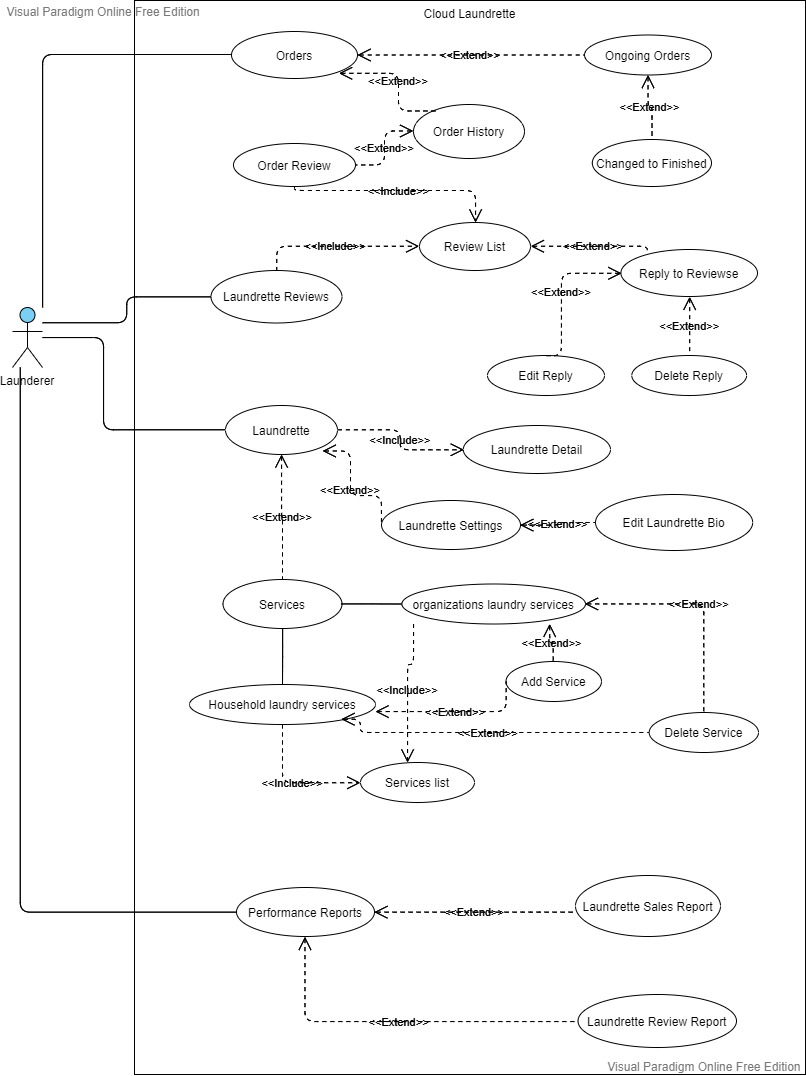 Visual Paradigm Online Free Edition
Cloud Laundrette
Orders
<<Extend>>
Ongoing Orders
<<Extend>>
<<Extend>>
Order History
<<Extend>>
Order Review
Changed to Finished
<<Include>>
Review List
<<Include>>
<<Extend>>
Reply to Reviewse
Laundrette Reviews
<<Extend>>
<<Extend>>
Launderer
Edit Reply
Delete Reply
Laundrette
<<Include>>
Laundrette Detail
<<Extend>>
<<Extend>>
Laundrette Settings
<<Extend>>
Edit Laundrette Bio
Services
organizations laundry services
<<Extend>>
<<Extend>>
Add Service
<<Include>>
Household laundry services
<<Extend>>
<<Extend>>
Delete Service
<<Include>>
Services list
Performance Reports
<<Extend>>
Laundrette Sales Report
<<Extend>>
Laundrette Review Report
Visual Paradigm Online Free Edition